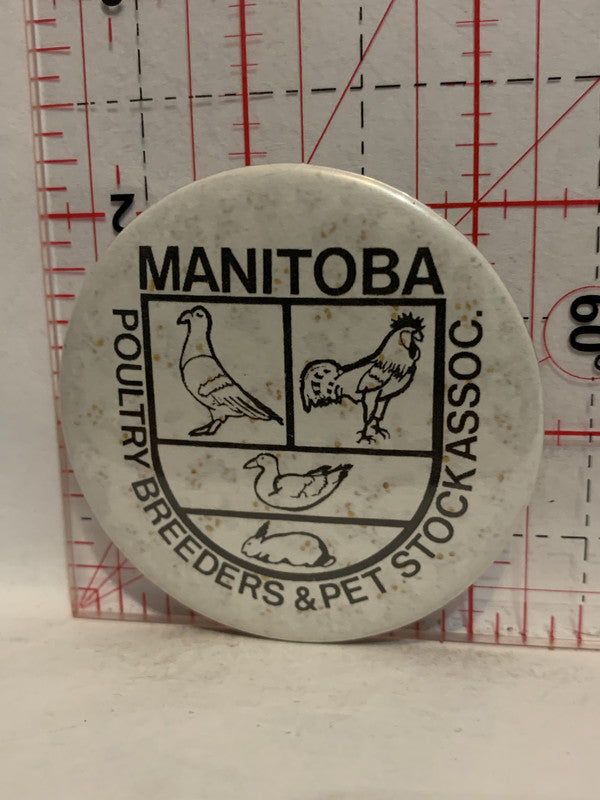 MANITOBA
POULTRY BREEDERS & PET STOCK ASSOC.
2
60°